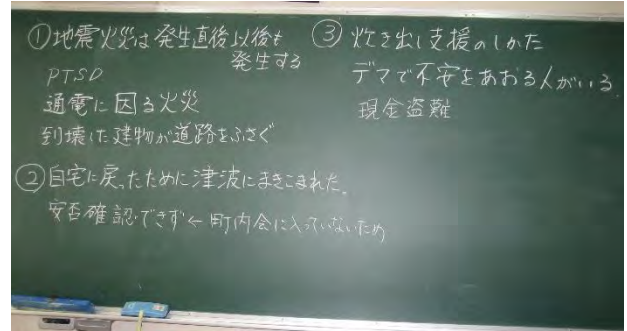 ①地震火災は発生直後以後も
発生する
PTSD
通電に因る火災
到壊した建物が道路をふさぐ
②自宅に戻ったために津波にまきこまれた。
安否確認できず←町内会に入っていないため
③ 炊き出し支援のしかた
デマで不安をあおる人がいる。
現金盗難